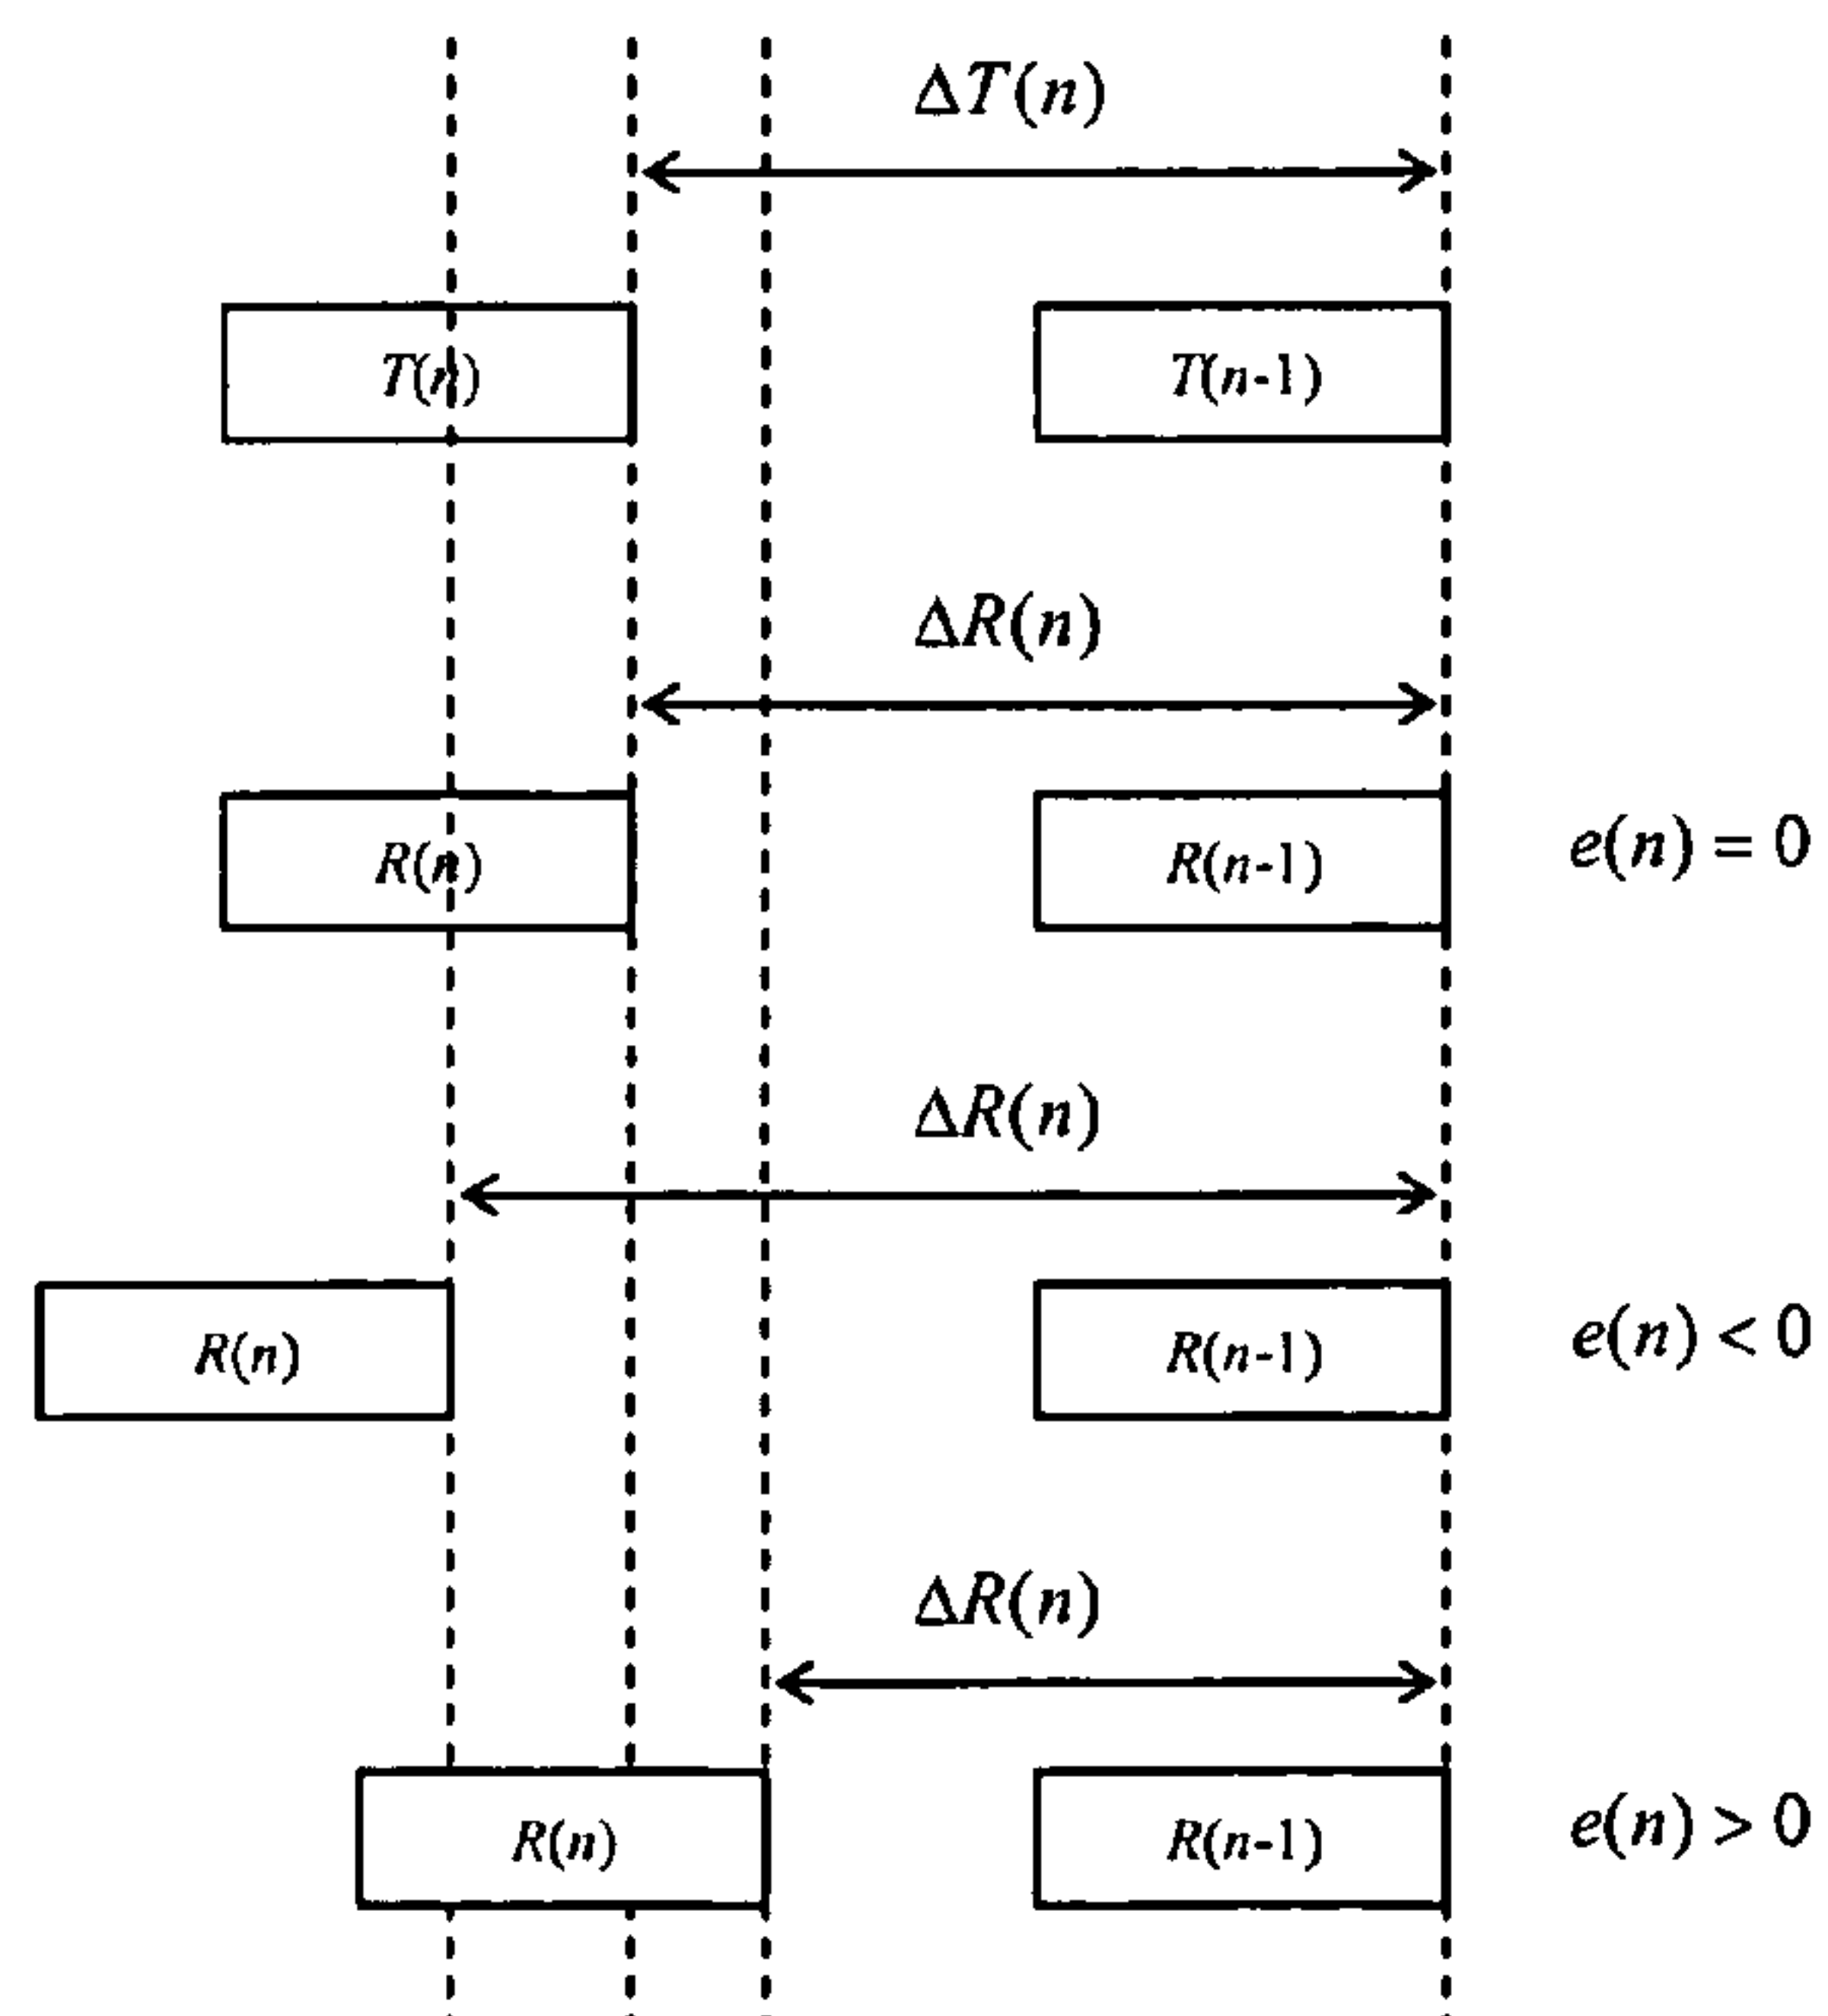 ΔT(n)
T(n) T(n-1)
ΔR(n)
R(n) R(n-1) e(n) = 0
ΔR(n)
R(n) R(n-1) e(n) < 0
ΔR(n)
R(n) R(n-1) e(n) > 0